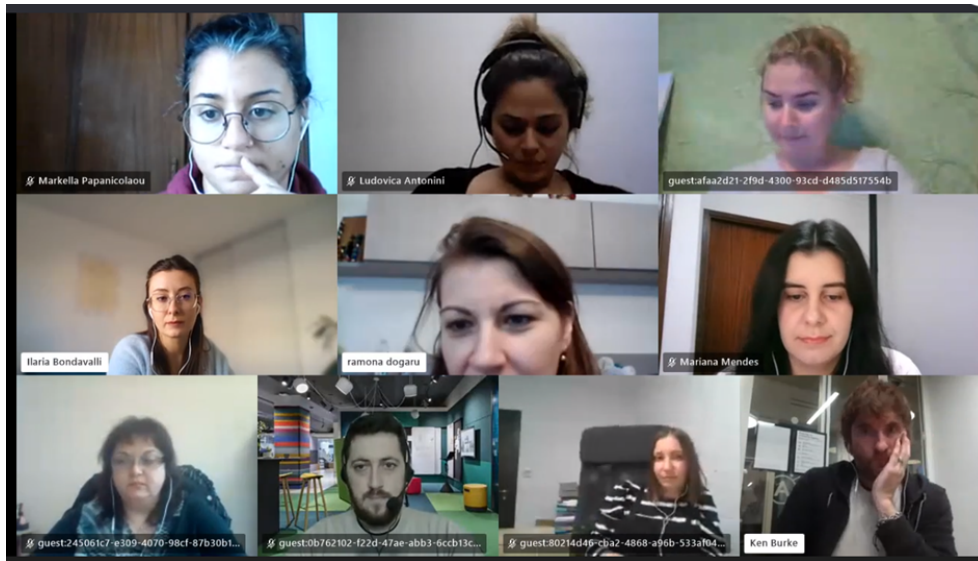 Markella Papanicolaou
Ludovica Antonini
guest:afaa2d21-2f9d-4300-93cd-d485d517554b
Ilaria Bondavalli
ramona dogaru
Mariana Mendes
guest:245061c7-e309-4070-98cf-87b30b1...
guest:0b762102-f22d-47ae-abb3-6ccb13c...
guest:80214d46-cba2-4868-a96b-533af04...
Ken Burke